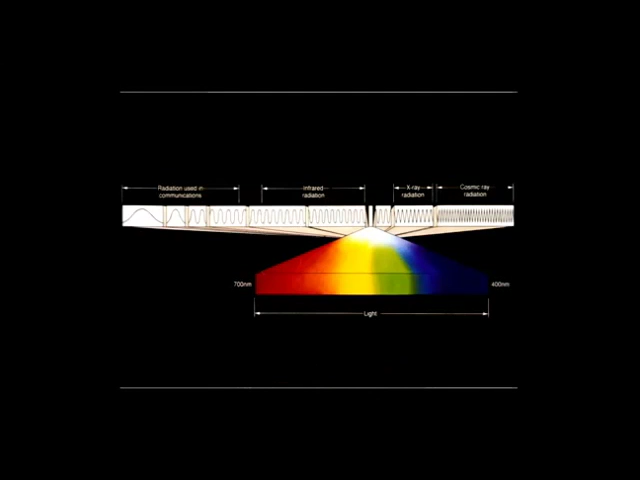 Radiation used in
communications
Infrared
radiation
X-ray
radiation
Cosmic ray
radiation
700nm
400nm
Light